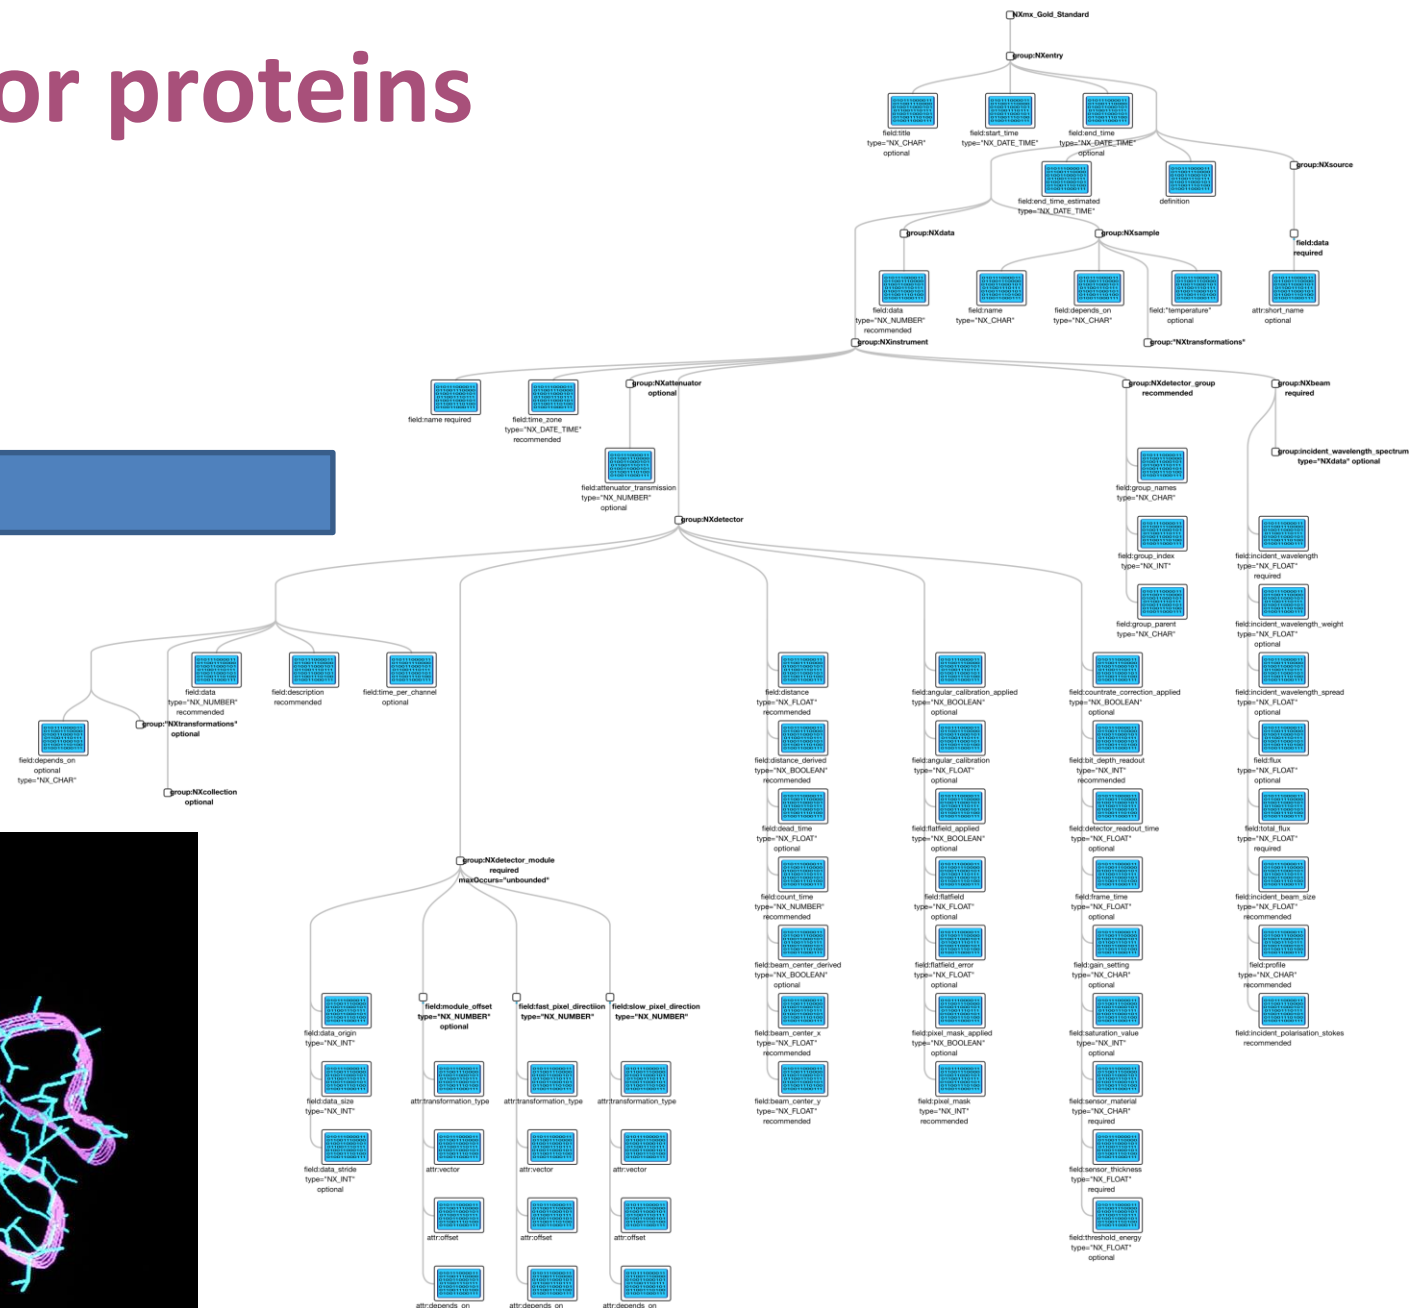 or proteins
NXmx_Gold_Standard
group:NXentry
field:title
type="NX_CHAR"
optional
field:start_time
type="NX_DATE_TIME"
field:end_time
type="NX_DATE_TIME"
optional
field:end_time_estimated
type="NX_DATE_TIME"
definition
group:NXsource
field:data
required
attr:short_name
optional
group:NXdata
field:data
type="NX_NUMBER"
recommended
group:NXsample
field:name
type="NX_CHAR"
field:depends_on
type="NX_CHAR"
field:"temperature"
optional
group:"NXtransformations"
group:NXinstrument
field:name required
field:time_zone
type="NX_DATE_TIME"
recommended
group:NXattenuator
optional
field:attenuator_transmission
type="NX_NUMBER"
optional
group:NXdetector_group
recommended
field:group_names
type="NX_CHAR"
field:group_index
type="NX_INT"
field:group_parent
type="NX_CHAR"
group:NXbeam
required
group:incident_wavelength_spectrum
type="NXdata" optional
field:incident_wavelength
type="NX_FLOAT"
required
field:incident_wavelength_weight
type="NX_FLOAT"
optional
field:incident_wavelength_spread
type="NX_FLOAT"
optional
field:flux
type="NX_FLOAT"
optional
field:total_flux
type="NX_FLOAT"
required
field:incident_beam_size
type="NX_FLOAT"
recommended
field:profile
type="NX_CHAR"
recommended
field:incident_polarisation_stokes
recommended
group:NXdetector
field:data
type="NX_NUMBER"
recommended
field:description
recommended
field:time_per_channel
optional
group:"NXtransformations"
optional
field:depends_on
optional
type="NX_CHAR"
group:NXcollection
optional
group:NXdetector_module
required
maxOccurs="unbounded"
field:data_origin
type="NX_INT"
field:data_size
type="NX_INT"
field:data_stride
type="NX_INT"
optional
field:module_offset
type="NX_NUMBER"
optional
attr:transformation_type
attr:vector
attr:offset
attr:depends_on
field:fast_pixel_directiion
type="NX_NUMBER"
attr:transformation_type
attr:vector
attr:offset
attr:depends_on
field:slow_pixel_direction
type="NX_NUMBER"
attr:transformation_type
attr:vector
attr:offset
attr:depends_on
field:distance
type="NX_FLOAT"
recommended
field:distance_derived
type="NX_BOOLEAN"
recommended
field:dead_time
type="NX_FLOAT"
optional
field:count_time
type="NX_NUMBER"
recommended
field:beam_center_derived
type="NX_BOOLEAN"
optional
field:beam_center_x
type="NX_FLOAT"
recommended
field:beam_center_y
type="NX_FLOAT"
recommended
field:angular_calibration_applied
type="NX_BOOLEAN"
optional
field:angular_calibration
type="NX_FLOAT"
optional
field:flatfield_applied
type="NX_BOOLEAN"
optional
field:flatfield
type="NX_FLOAT"
optional
field:flatfield_error
type="NX_FLOAT"
optional
field:pixel_mask_applied
type="NX_BOOLEAN"
optional
field:pixel_mask
type="NX_INT"
recommended
field:countrate_correction_applied
type="NX_BOOLEAN"
optional
field:bit_depth_readout
type="NX_INT"
recommended
field:detector_readout_time
type="NX_FLOAT"
optional
field:frame_time
type="NX_FLOAT"
optional
field:gain_setting
type="NX_CHAR"
optional
field:saturation_value
type="NX_INT"
optional
field:sensor_material
type="NX_CHAR"
required
field:sensor_thickness
type="NX_FLOAT"
required
field:threshold_energy
type="NX_FLOAT"
optional